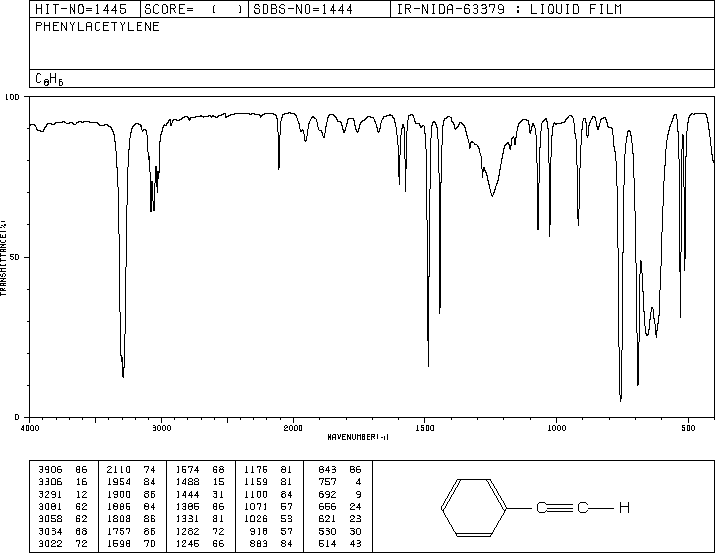 HIT-NO=1445 SCORE= ( ) SDBS-NO=1444 IR-NIDA-63379 : LIQUID FILM
PHENYLACETYLENE
C8H6
100
50
0
TRANSMITTANCE(%)
4000 3000 2000 1500 1000 500
WAVENUMBER(-1)
3906 86 2110 74 1574 68 1176 81 843 86
3306 16 1954 84 1488 15 1159 81 757 4
3291 12 1900 86 1444 31 1100 84 692 9
3081 62 1886 84 1386 86 1071 57 656 24
3058 62 1808 86 1331 81 1026 53 621 23
3034 68 1757 86 1282 72 918 57 530 30
3022 72 1598 70 1245 66 883 84 514 43
C C H